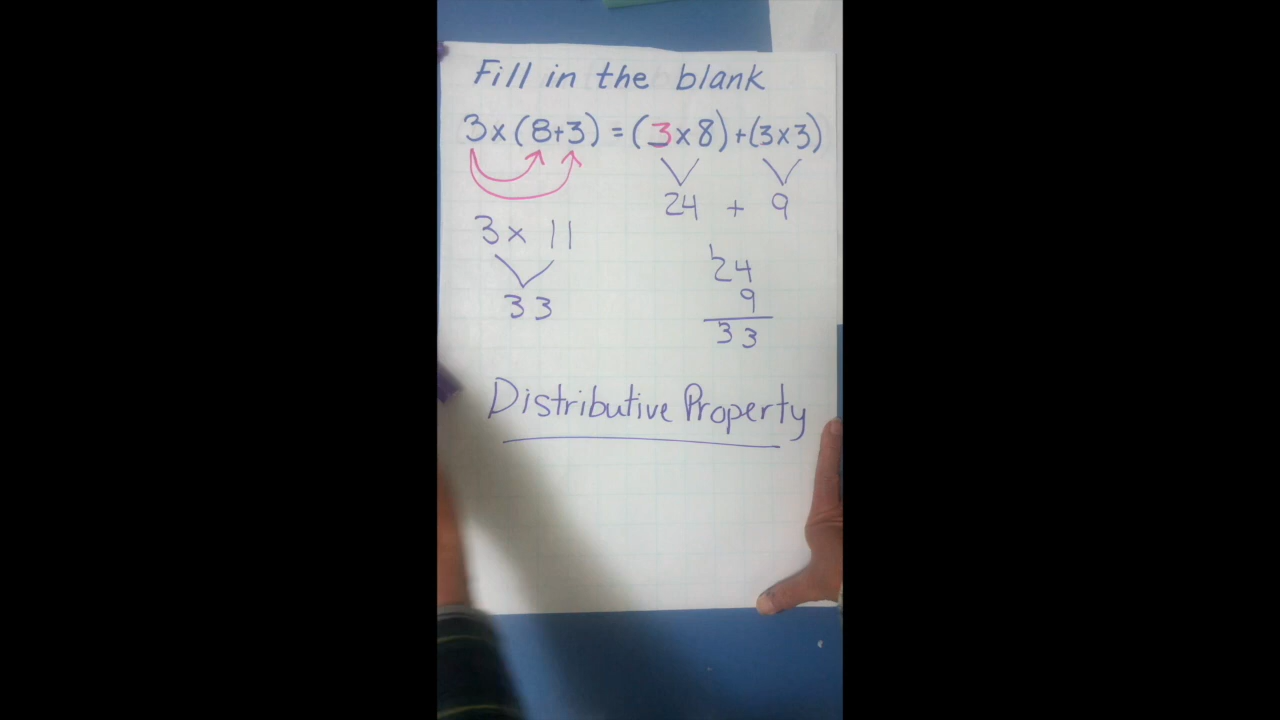 Fill in the blank
3x(8+3) = (3x8)+(3x3)
24 + 9
3x 11
33
1
24
9
33
Distributive Property